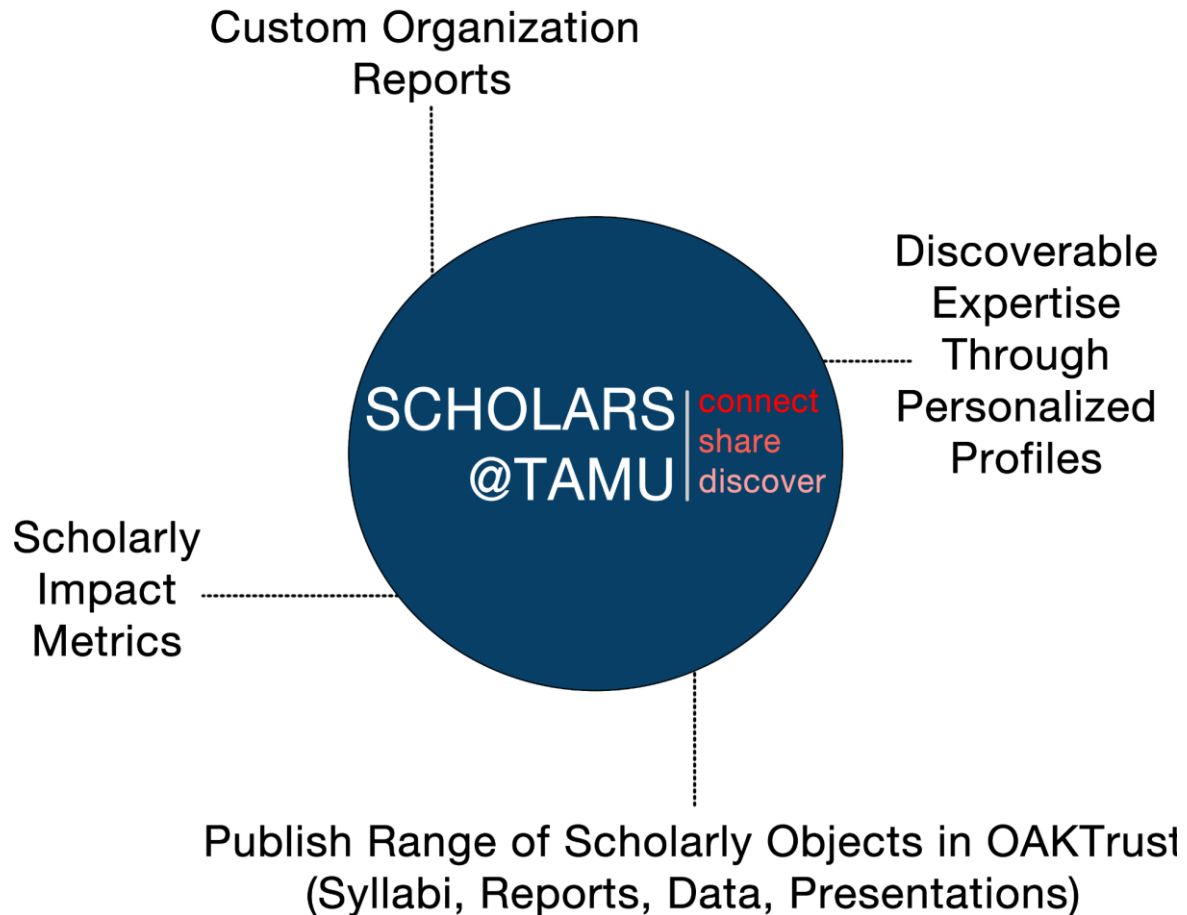 Custom Organization
Reports
Discoverable
Expertise
Through
Personalized
Profiles
SCHOLARS
@TAMU
connect
share
discover
Scholarly
Impact
Metrics
Publish Range of Scholarly Objects in OAKTrust
(Syllabi, Reports, Data, Presentations)